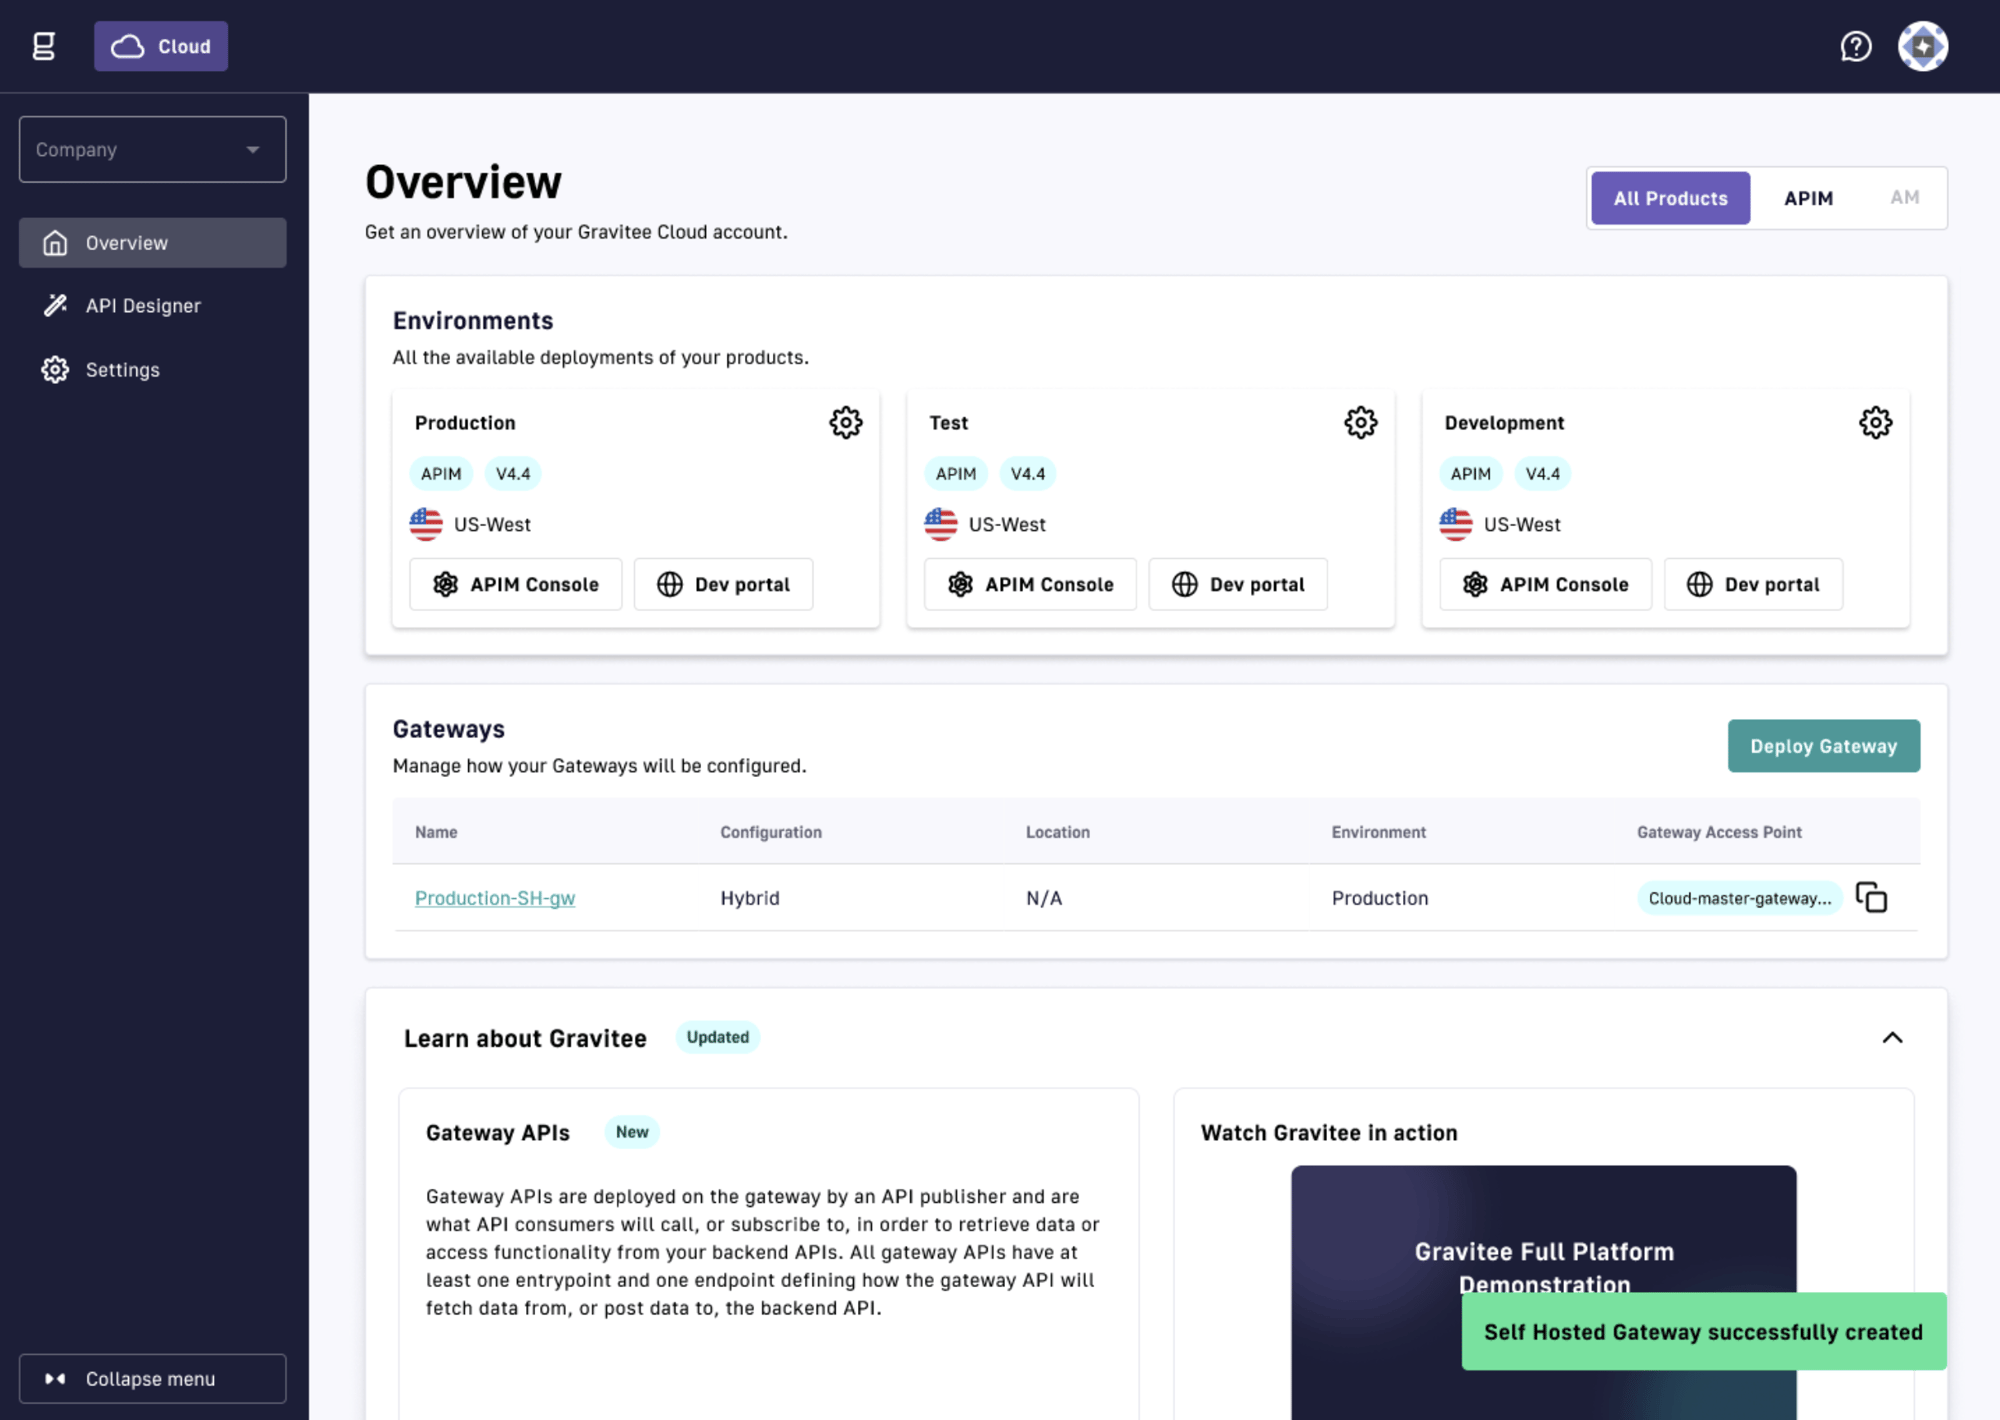 g
Cloud
Company
Overview
API Designer
Settings
Collapse menu
Overview
Get an overview of your Gravitee Cloud account.
All Products
APIM
AM
Environments
All the available deployments of your products.
Production
APIM
V4.4
US-West
APIM Console
Dev portal
Test
APIM
V4.4
US-West
APIM Console
Dev portal
Development
APIM
V4.4
US-West
APIM Console
Dev portal
Gateways
Manage how your Gateways will be configured.
Deploy Gateway
Name Configuration Location Environment Gateway Access Point
Production-SH-gw Hybrid N/A Production Cloud-master-gateway...
Learn about Gravitee
Updated
Gateway APIs
New
Gateway APIs are deployed on the gateway by an API publisher and are
what API consumers will call, or subscribe to, in order to retrieve data or
access functionality from your backend APIs. All gateway APIs have at
least one entrypoint and one endpoint defining how the gateway API will
fetch data from, or post data to, the backend API.
Watch Gravitee in action
Gravitee Full Platform
Demonstration
Self Hosted Gateway successfully created